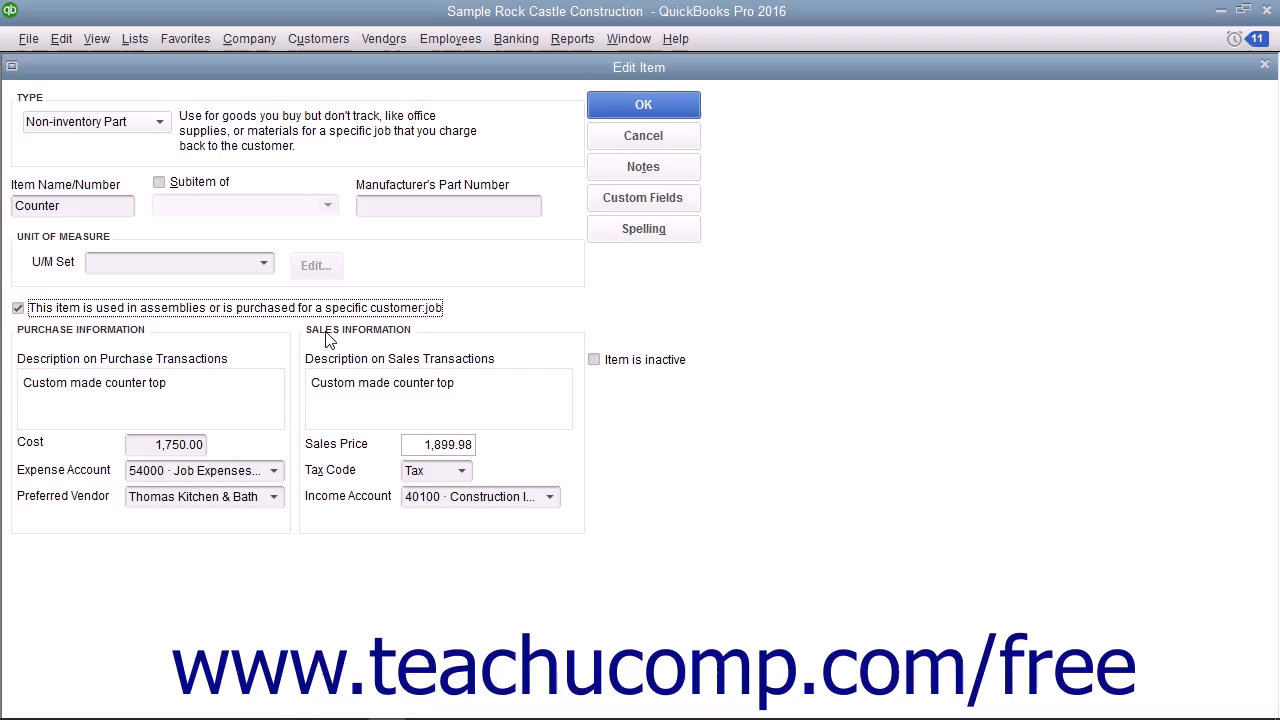 qb
Sample Rock Castle Construction - QuickBooks Pro 2016
File Edit View Lists Favorites Company Customers Vendors Employees Banking Reports Window Help
11
Edit Item
TYPE
Non-inventory Part
Use for goods you buy but don't track, like office
supplies, or materials for a specific job that you charge
back to the customer.
OK
Cancel
Notes
Custom Fields
Spelling
Item Name/Number
Subitem of
Manufacturer's Part Number
Counter
UNIT OF MEASURE
U/M Set
Edit...
This item is used in assemblies or is purchased for a specific customer:job
PURCHASE INFORMATION
Description on Purchase Transactions
Custom made counter top
Cost 1,750.00
Expense Account 54000 · Job Expenses...
Preferred Vendor Thomas Kitchen & Bath
SALES INFORMATION
Description on Sales Transactions
Custom made counter top
Sales Price 1,899.98
Tax Code Tax
Income Account 40100 · Construction I...
Item is inactive
www.teachucomp.com/free